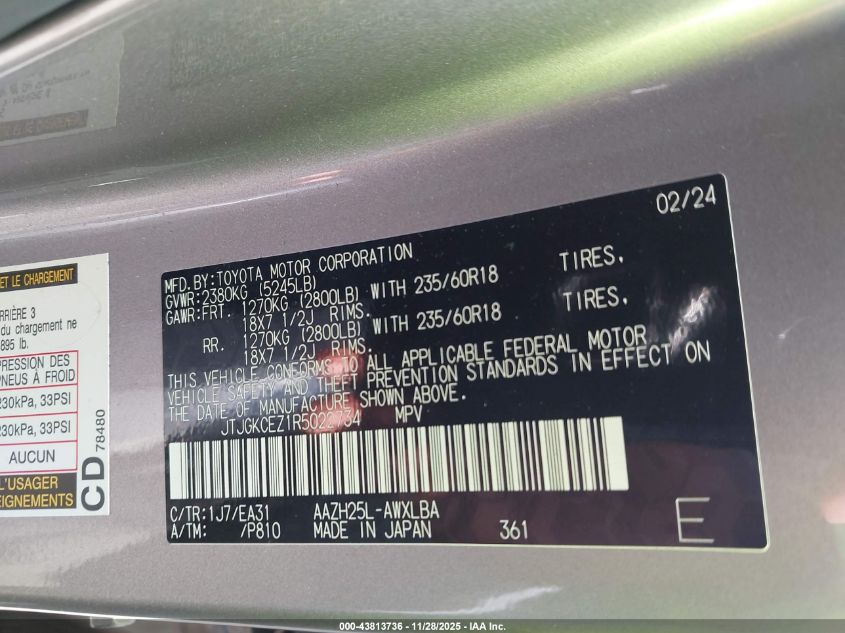 02/24
MFD.BY:TOYOTA MOTOR CORPORATION
GVWR:2380KG (5245LB)
GAWR:FRT. 1270KG (2800LB) WITH 235/60R18 TIRES.
18X7 1/2J RIMS.
RR. 1270KG (2800LB) WITH 235/60R18 TIRES.
18X7 1/2J RIMS.
THIS VEHICLE CONFORMS TO ALL APPLICABLE FEDERAL MOTOR
VEHICLE SAFETY AND THEFT PREVENTION STANDARDS IN EFFECT ON
THE DATE OF MANUFACTURE SHOWN ABOVE.
JTJGKCEZ1R5022734 MPV
C/TR:1J7/EA31 AAZH25L-AWXLBA
A/TM: /P810 MADE IN JAPAN 361 E
ET LE CHARGEMENT
RRIÈRE 3
du chargement ne
895 lb.
PRESSION DES
PNEUS À FROID
230kPa, 33PSI
230kPa, 33PSI
AUCUN
L'USAGER
EIGNEMENTS
CD 78480
000-43813736 - 11/28/2025 - IAA Inc.